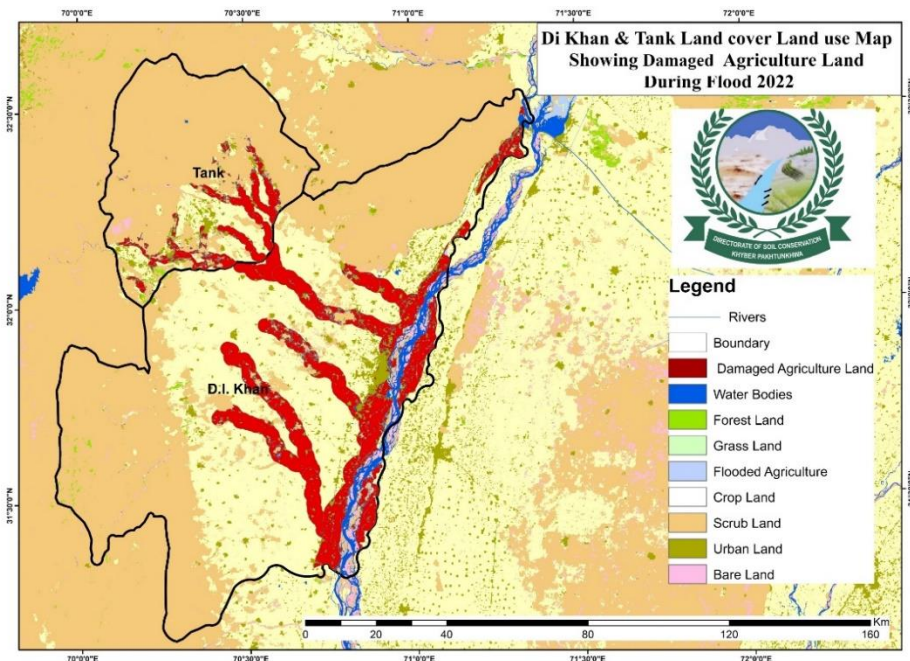 70°0'0"E 70°30'0"E 71°0'0"E 71°30'0"E 72°0'0"E
Di Khan & Tank Land cover Land use Map
Showing Damaged Agriculture Land
During Flood 2022
32°30'0"N
32°0'0"N
31°30'0"N
Tank
D.I. Khan
DIRECTORATE OF SOIL CONSERVATION
KHYBER PAKHTUNKHWA
Legend
Rivers
Boundary
Damaged Agriculture Land
Water Bodies
Forest Land
Grass Land
Flooded Agriculture
Crop Land
Scrub Land
Urban Land
Bare Land
Km
0 20 40 80 120 160
70°0'0"E 70°30'0"E 71°0'0"E 71°30'0"E 72°0'0"E